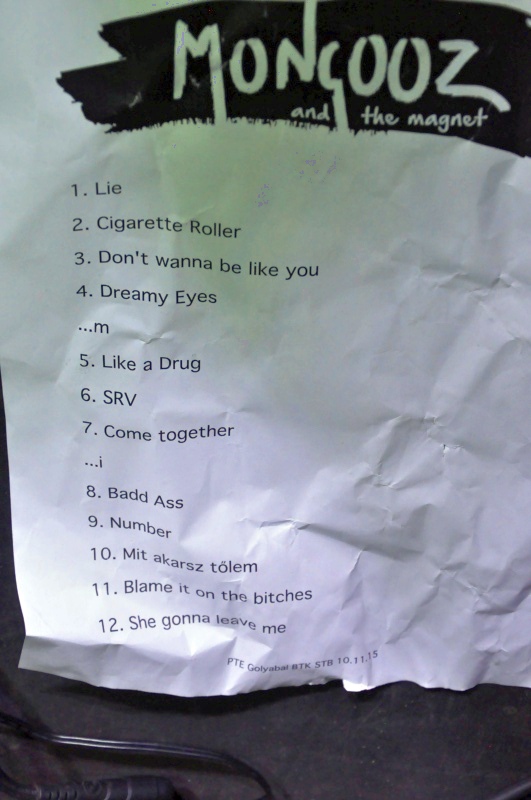 MONGOOZ
and the magnet
1. Lie
2. Cigarette Roller
3. Don't wanna be like you
4. Dreamy Eyes
...m
5. Like a Drug
6. SRV
7. Come together
...i
8. Badd Ass
9. Number
10. Mit akarsz tőlem
11. Blame it on the bitches
12. She gonna leave me
PTE Golyabal BTK STB 10.11.15